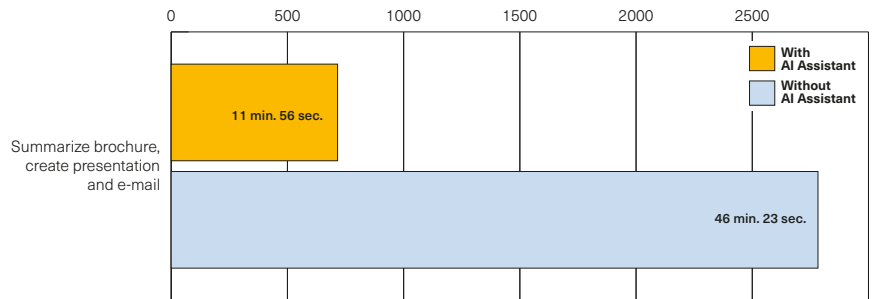 0 500 1000 1500 2000 2500
With
AI Assistant
Without
AI Assistant
11 min. 56 sec.
Summarize brochure,
create presentation
and e-mail
46 min. 23 sec.